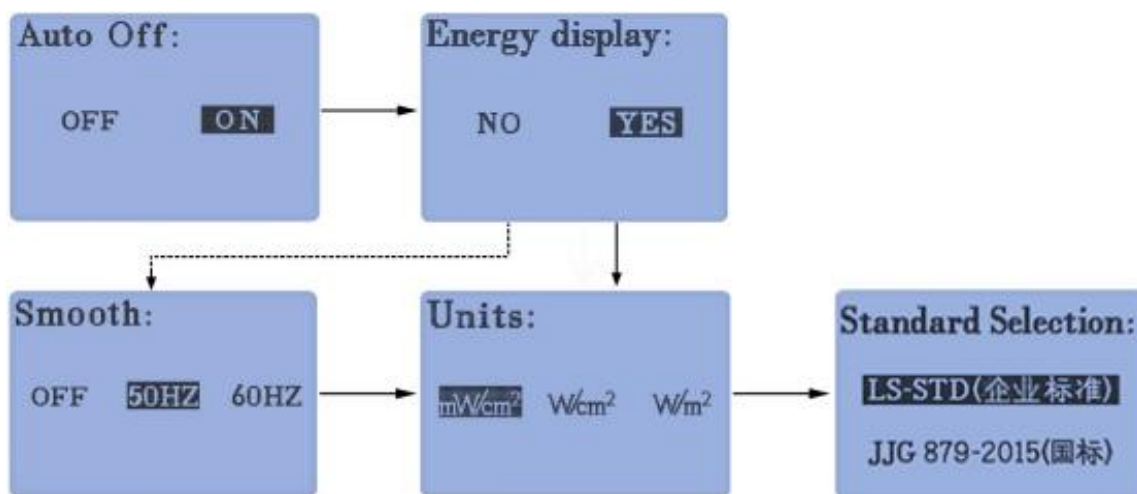 Auto Off:
OFF ON
Energy display:
NO YES
Smooth:
OFF 50HZ 60HZ
Units:
mW/cm² W/cm² W/m²
Standard Selection:
LS-STD(企业标准)
JJG 879-2015(国标)